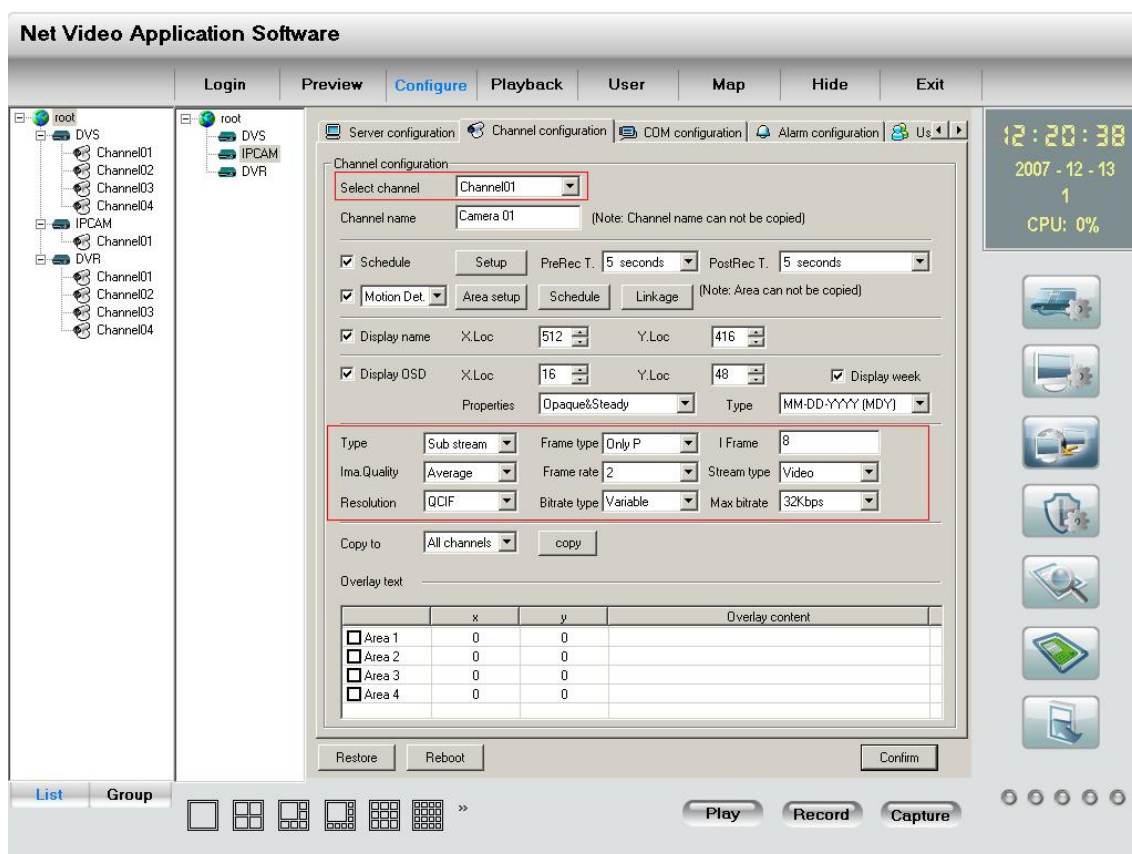 Net Video Application Software
Login Preview Configure Playback User Map Hide Exit
root
DVS
Channel01
Channel02
Channel03
Channel04
IPCAM
Channel01
DVR
Channel01
Channel02
Channel03
Channel04
root
DVS
IPCAM
DVR
Server configuration Channel configuration COM configuration Alarm configuration Us
Channel configuration
Select channel Channel01
Channel name Camera 01 (Note: Channel name can not be copied)
Schedule Setup PreRec T. 5 seconds PostRec T. 5 seconds
Motion Det. Area setup Schedule Linkage (Note: Area can not be copied)
Display name X.Loc 512 Y.Loc 416
Display OSD X.Loc 16 Y.Loc 48 Display week
Properties Opaque&Steady Type MM-DD-YYYY (MDY)
Type Sub stream Frame type Only P I Frame 8
Ima.Quality Average Frame rate 2 Stream type Video
Resolution QCIF Bitrate type Variable Max bitrate 32Kbps
Copy to All channels copy
Overlay text
x y Overlay content
Area 1 0 0
Area 2 0 0
Area 3 0 0
Area 4 0 0
Restore Reboot Confirm
12:20:38
2007 - 12 - 13
1
CPU: 0%
List Group
» Play Record Capture